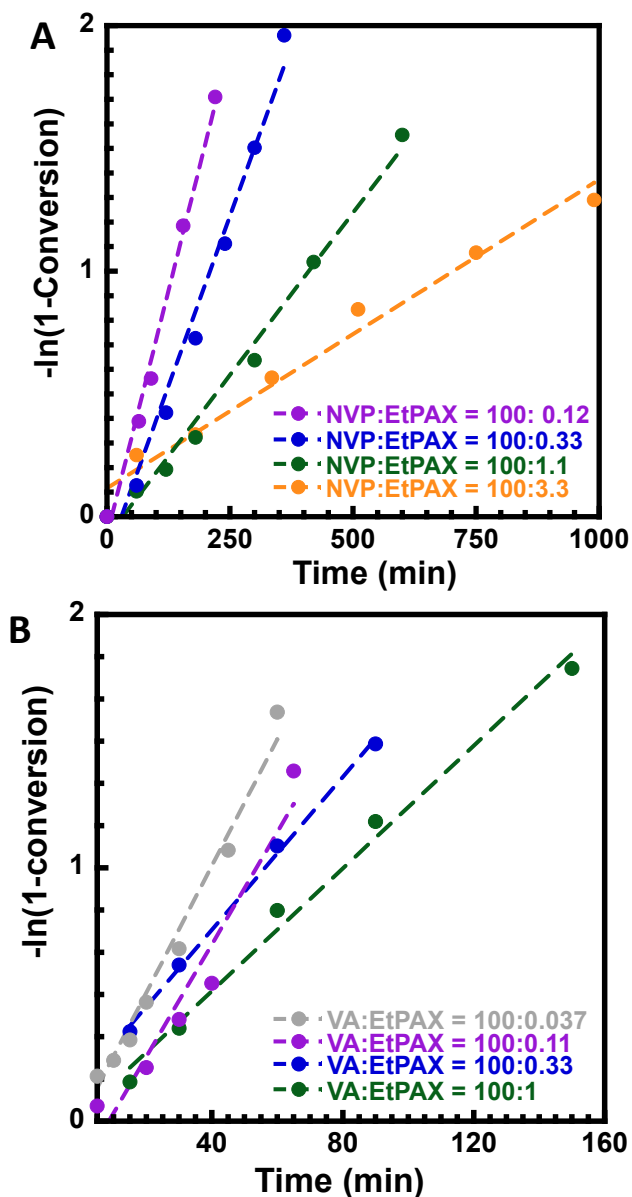 A
2
1
0
-ln(1-Conversion)
NVP:EtPAX = 100: 0.12
NVP:EtPAX = 100:0.33
NVP:EtPAX = 100:1.1
NVP:EtPAX = 100:3.3
0 250 500 750 1000
Time (min)
B
2
1
0
-ln(1-conversion)
VA:EtPAX = 100:0.037
VA:EtPAX = 100:0.11
VA:EtPAX = 100:0.33
VA:EtPAX = 100:1
40 80 120 160
Time (min)